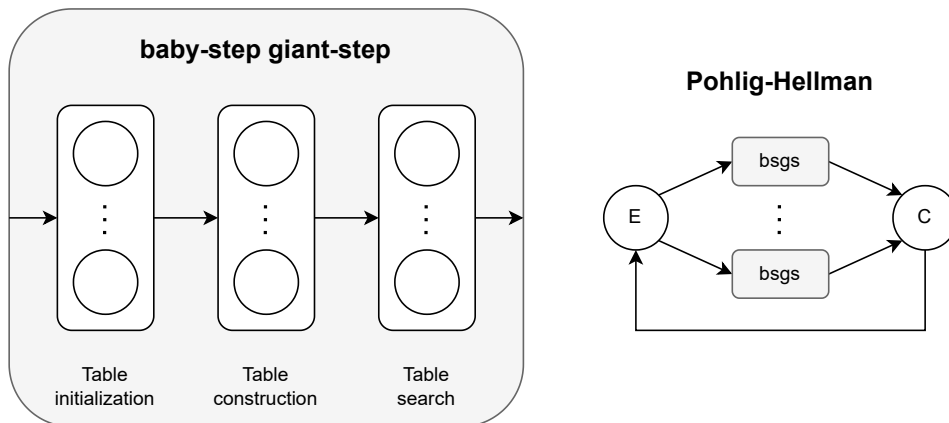 baby-step giant-step
Table
initialization
Table
construction
Table
search
Pohlig-Hellman
E
bsgs
bsgs
C